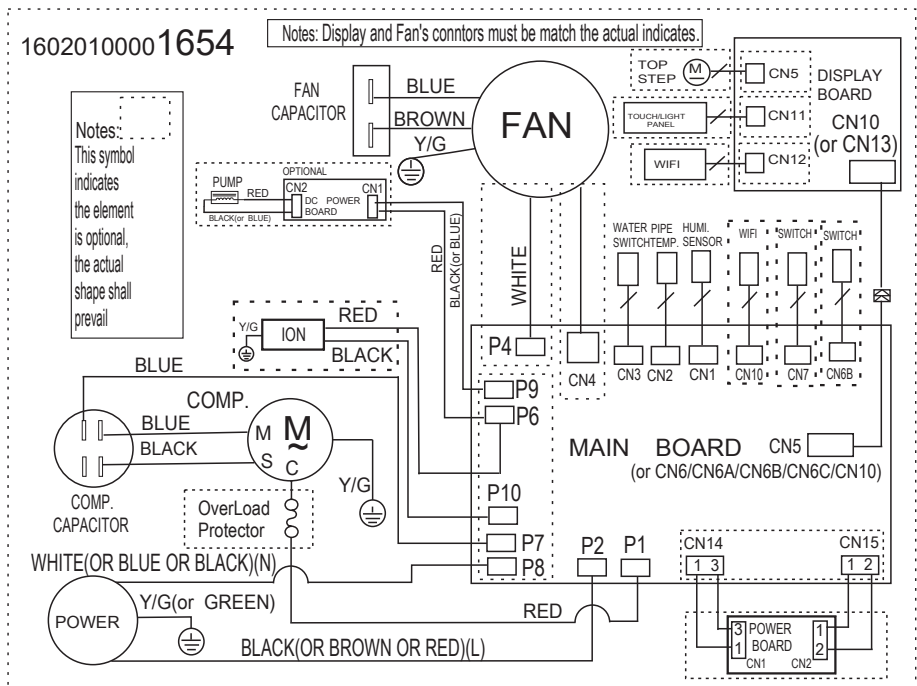 16020100001654
Notes: Display and Fan's conntors must be match the actual indicates.
Notes:
This symbol
indicates
the element
is optional,
the actual
shape shall
prevail
FAN
CAPACITOR
BLUE
BROWN
Y/G
FAN
TOP
STEP
M
CN5
TOUCH/LIGHT
PANEL
CN11
WIFI
CN12
DISPLAY
BOARD
CN10
(or CN13)
OPTIONAL
PUMP
RED
BLACK(or BLUE)
CN2
CN1
DC POWER
BOARD
RED
BLACK(or BLUE)
WHITE
WATER
SWITCH
PIPE
TEMP.
HUMI.
SENSOR
WIFI
SWITCH
SWITCH
Y/G
ION
RED
BLACK
P4
CN4
CN3
CN2
CN1
CN10
CN7
CN6B
BLUE
COMP.
BLUE
BLACK
M
S
C
M
~
Y/G
COMP.
CAPACITOR
OverLoad
Protector
P9
P6
P10
P7
P8
MAIN BOARD
CN5
(or CN6/CN6A/CN6B/CN6C/CN10)
P2
P1
CN14
1 3
CN15
1 2
WHITE(OR BLUE OR BLACK)(N)
POWER
Y/G(or GREEN)
RED
BLACK(OR BROWN OR RED)(L)
3
1
POWER
BOARD
CN1
CN2
1
2